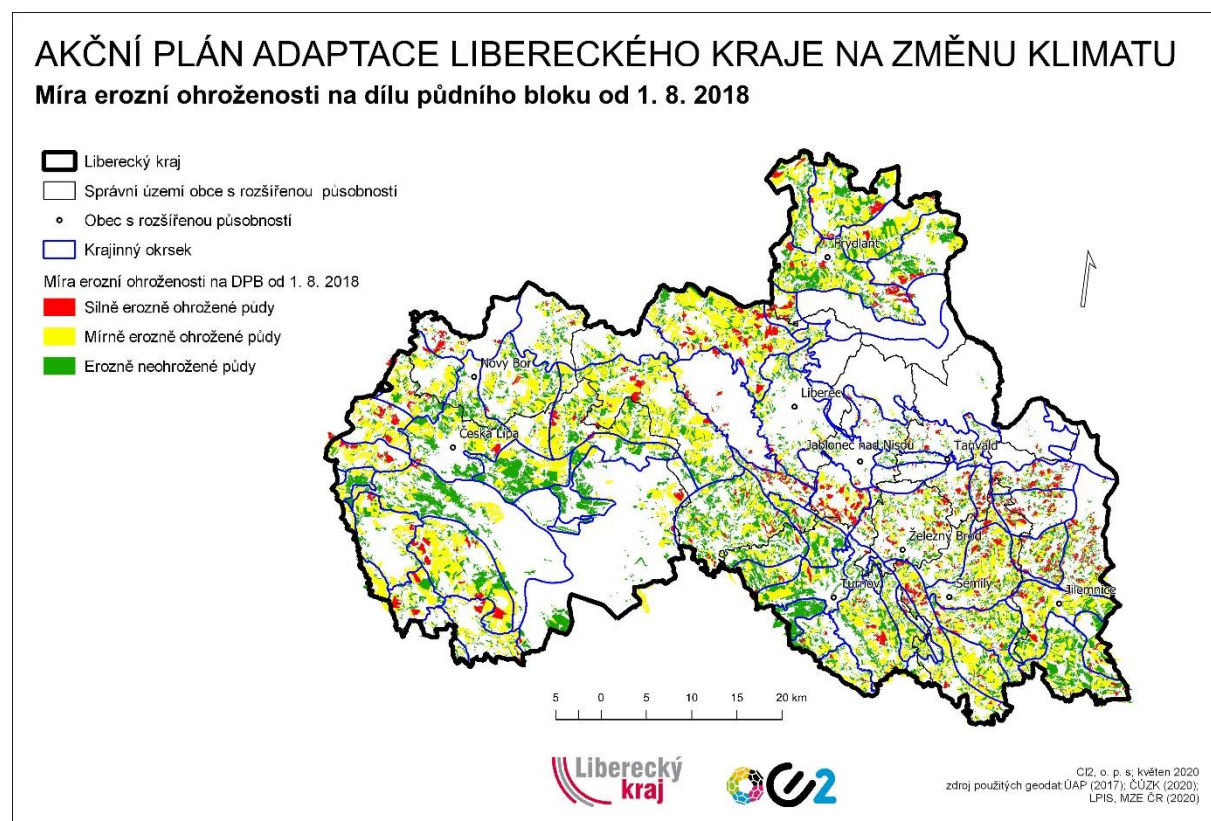 AKČNÍ PLÁN ADAPTACE LIBERECKÉHO KRAJE NA ZMĚNU KLIMATU
Míra erozní ohroženosti na dílu půdního bloku od 1. 8. 2018
Liberecký kraj
Správní území obce s rozšířenou působností
Obec s rozšířenou působností
Krajinný okrsek
Míra erozní ohroženosti na DPB od 1. 8. 2018
Silně erozně ohrožené půdy
Mírně erozně ohrožené půdy
Erozně neohrožené půdy
Frýdlant
Nový Bor
Liberec
Česká Lípa
Jablonec nad Nisou
Tanvald
Železný Brod
Turnov
Semily
Jilemnice
5 0 5 10 15 20 km
Liberecký
kraj
CI2
CI2, o. p. s; květen 2020
zdroj použitých geodat:ÚAP (2017); ČÚZK (2020);
LPIS, MZE ČR (2020)